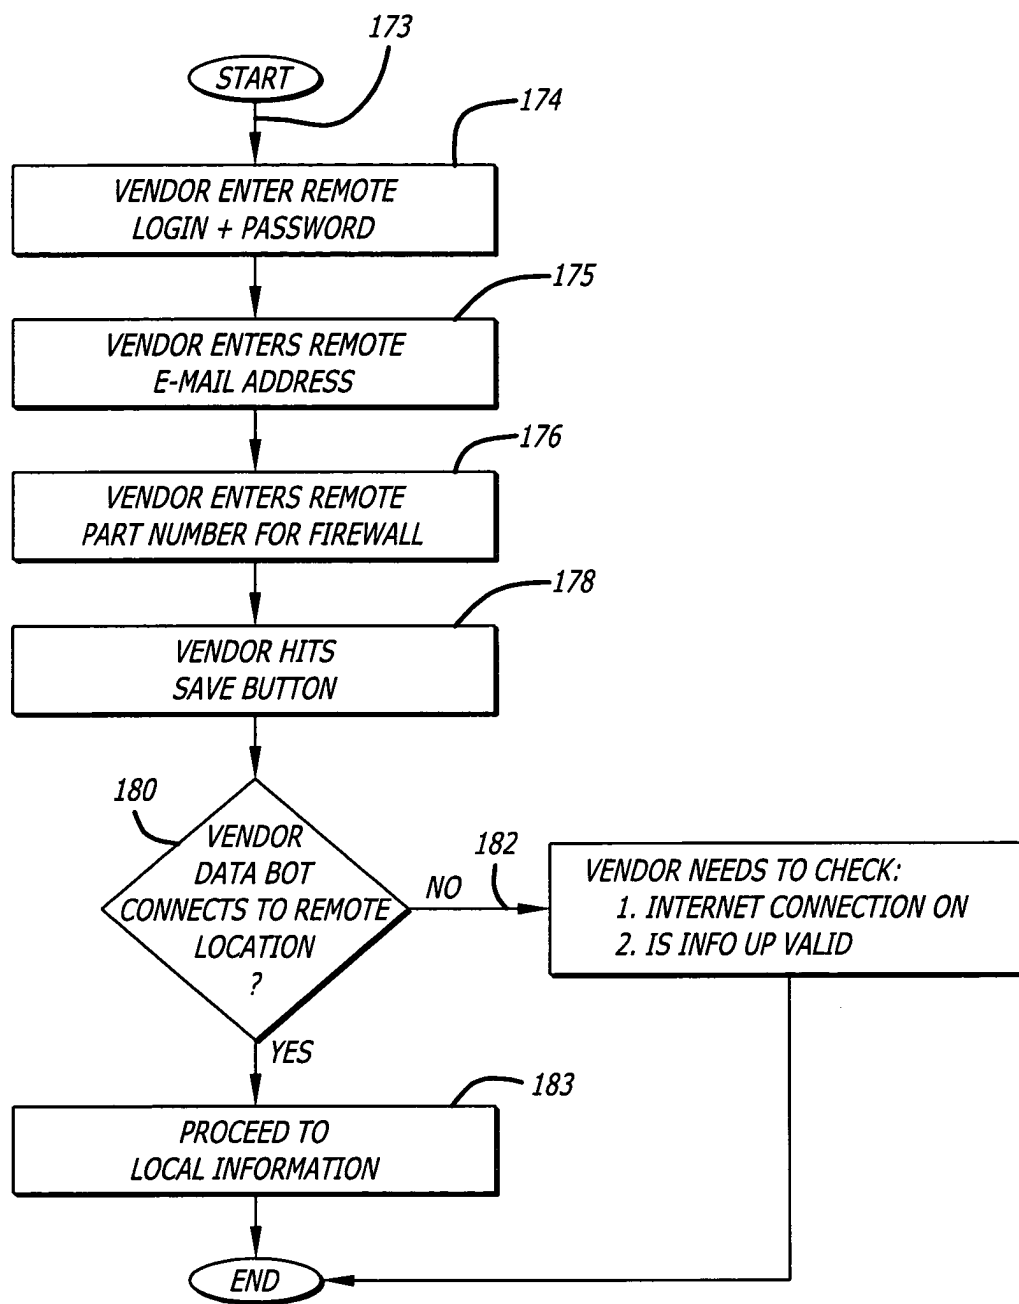 173
START
174
VENDOR ENTER REMOTE
LOGIN + PASSWORD
175
VENDOR ENTERS REMOTE
E-MAIL ADDRESS
176
VENDOR ENTERS REMOTE
PART NUMBER FOR FIREWALL
178
VENDOR HITS
SAVE BUTTON
180
VENDOR
DATA BOT
CONNECTS TO REMOTE
LOCATION
?
NO
182
VENDOR NEEDS TO CHECK:
1. INTERNET CONNECTION ON
2. IS INFO UP VALID
YES
183
PROCEED TO
LOCAL INFORMATION
END